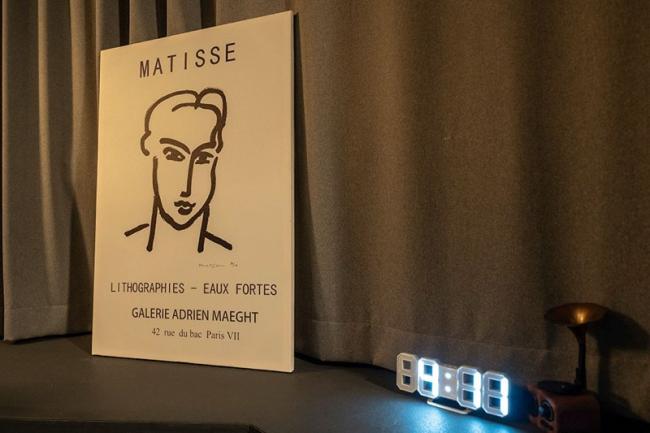 MATISSE
LITHOGRAPHIES - EAUX FORTES
GALERIE ADRIEN MAEGHT
42 rue du bac Paris VII